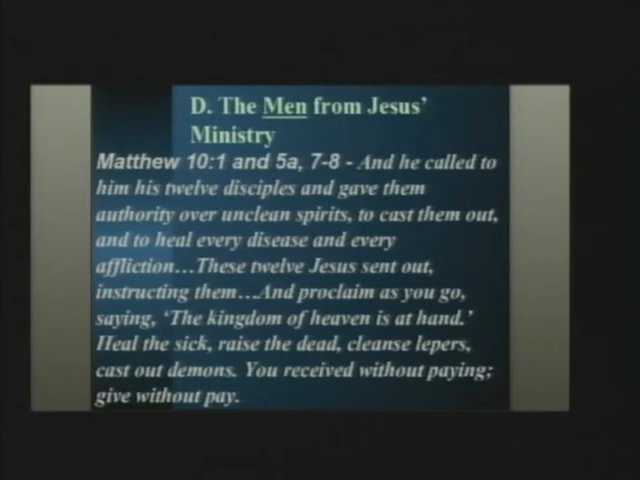 D. The Men from Jesus'
Ministry
Matthew 10:1 and 5a, 7-8 - And he called to
him his twelve disciples and gave them
authority over unclean spirits, to cast them out,
and to heal every disease and every
affliction…These twelve Jesus sent out,
instructing them…And proclaim as you go,
saying, ‘The kingdom of heaven is at hand.’
Heal the sick, raise the dead, cleanse lepers,
cast out demons. You received without paying;
give without pay.